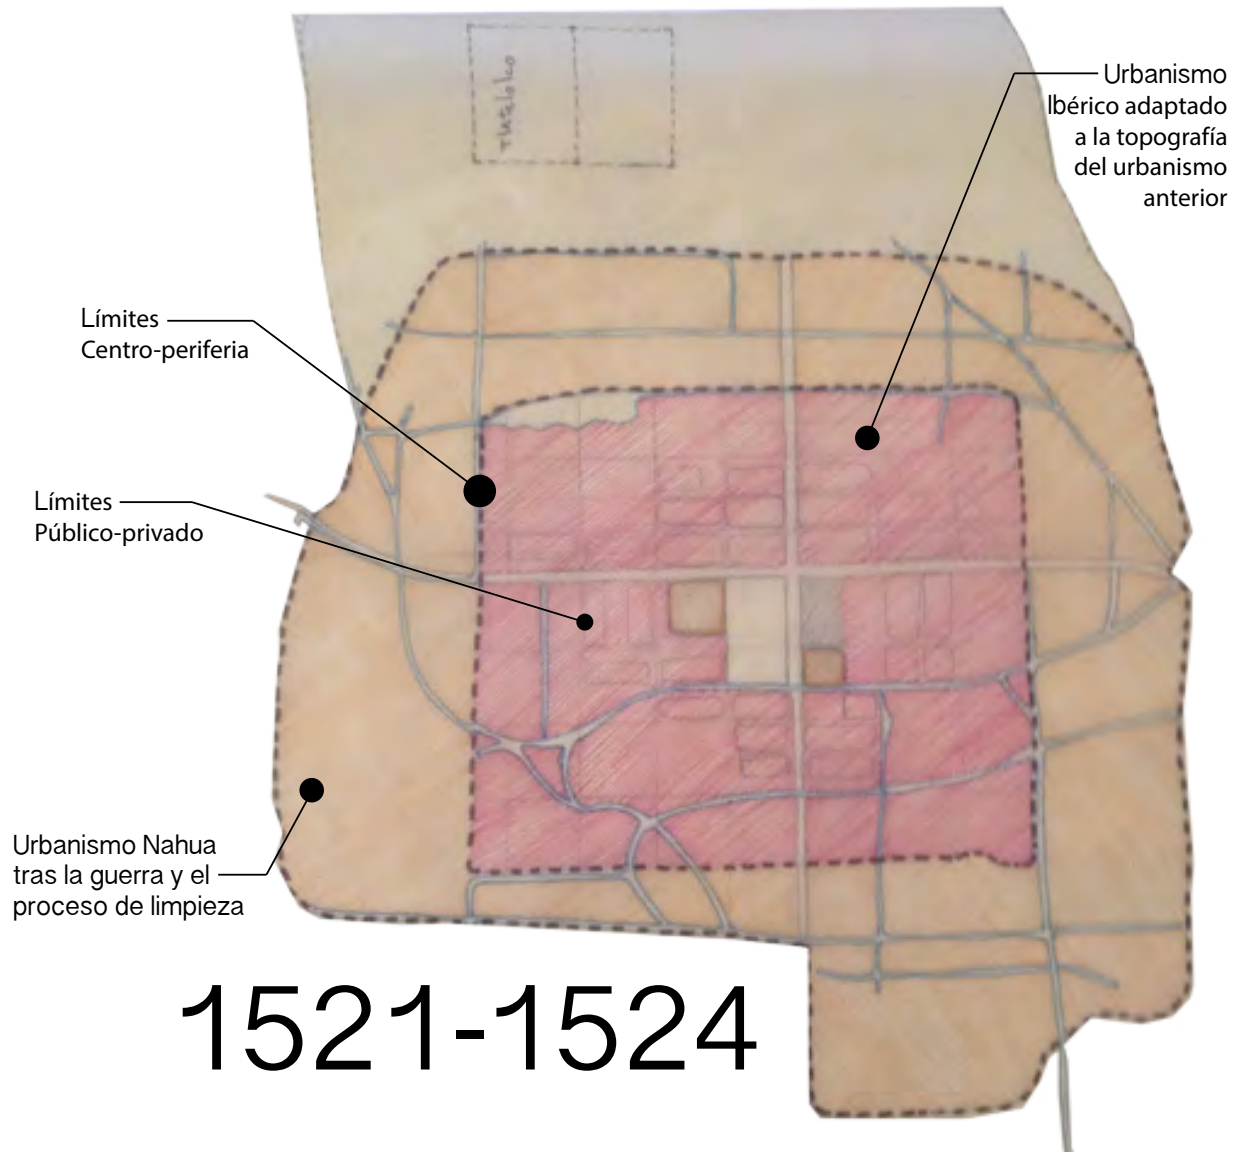 Tlatelolco
Urbanismo
Ibérico adaptado
a la topografía
del urbanismo
anterior
Límites
Centro-periferia
Límites
Público-privado
Urbanismo Nahua
tras la guerra y el
proceso de limpieza
1521-1524